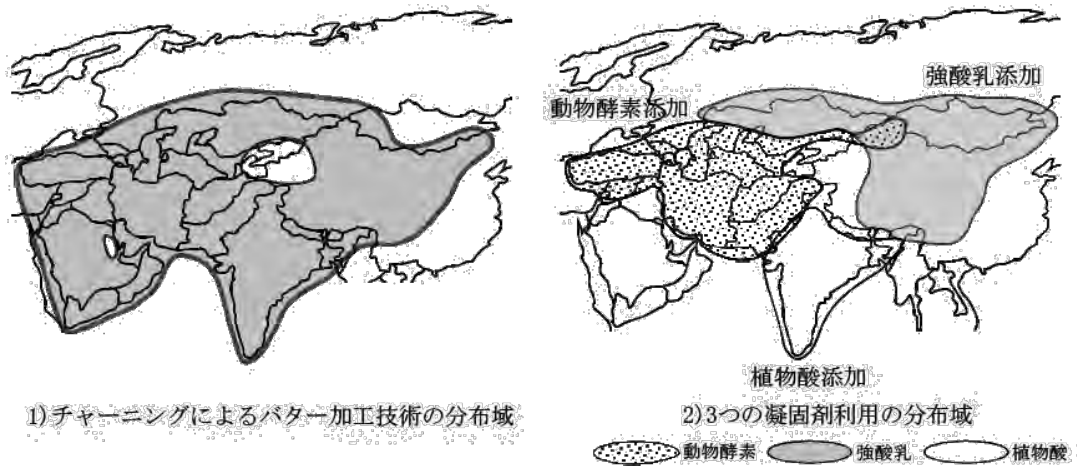 強酸乳添加
動物酵素添加
植物酸添加
1)チャーニングによるバター加工技術の分布域
2)3つの凝固剤利用の分布域
動物酵素 強酸乳 植物酸